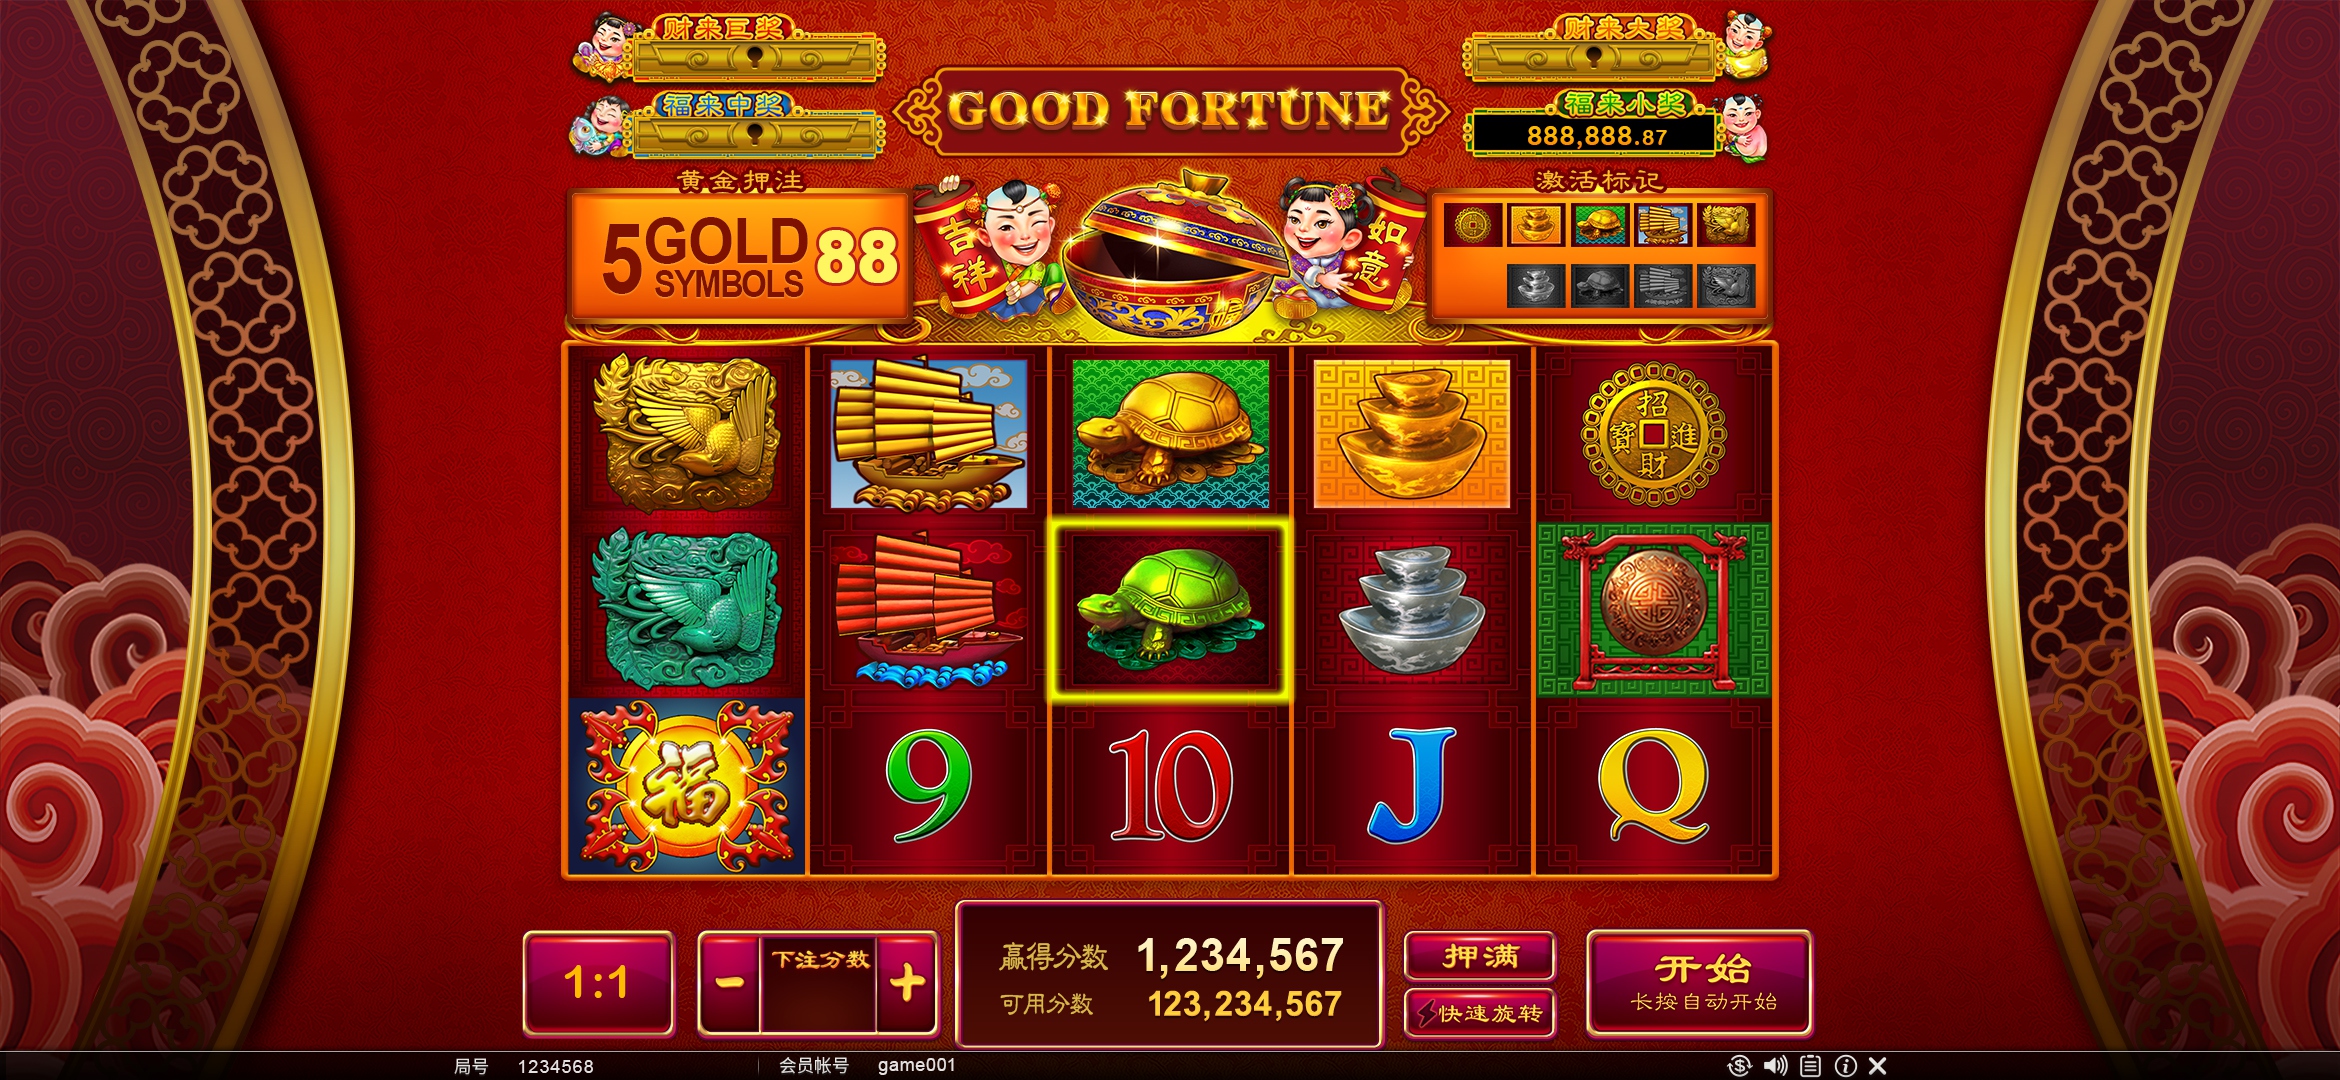 财来巨奖
财来大奖
福来中奖
福来小奖
888,888.87
GOOD FORTUNE
黄金押注
激活标记
5 GOLD SYMBOLS 88
吉祥
如意
招
寶 進
財
福
9
10
J
Q
1:1
-
下注分数
+
赢得分数 1,234,567
可用分数 123,234,567
押满
快速旋转
开始
长按自动开始
局号 1234568
会员帐号 game001